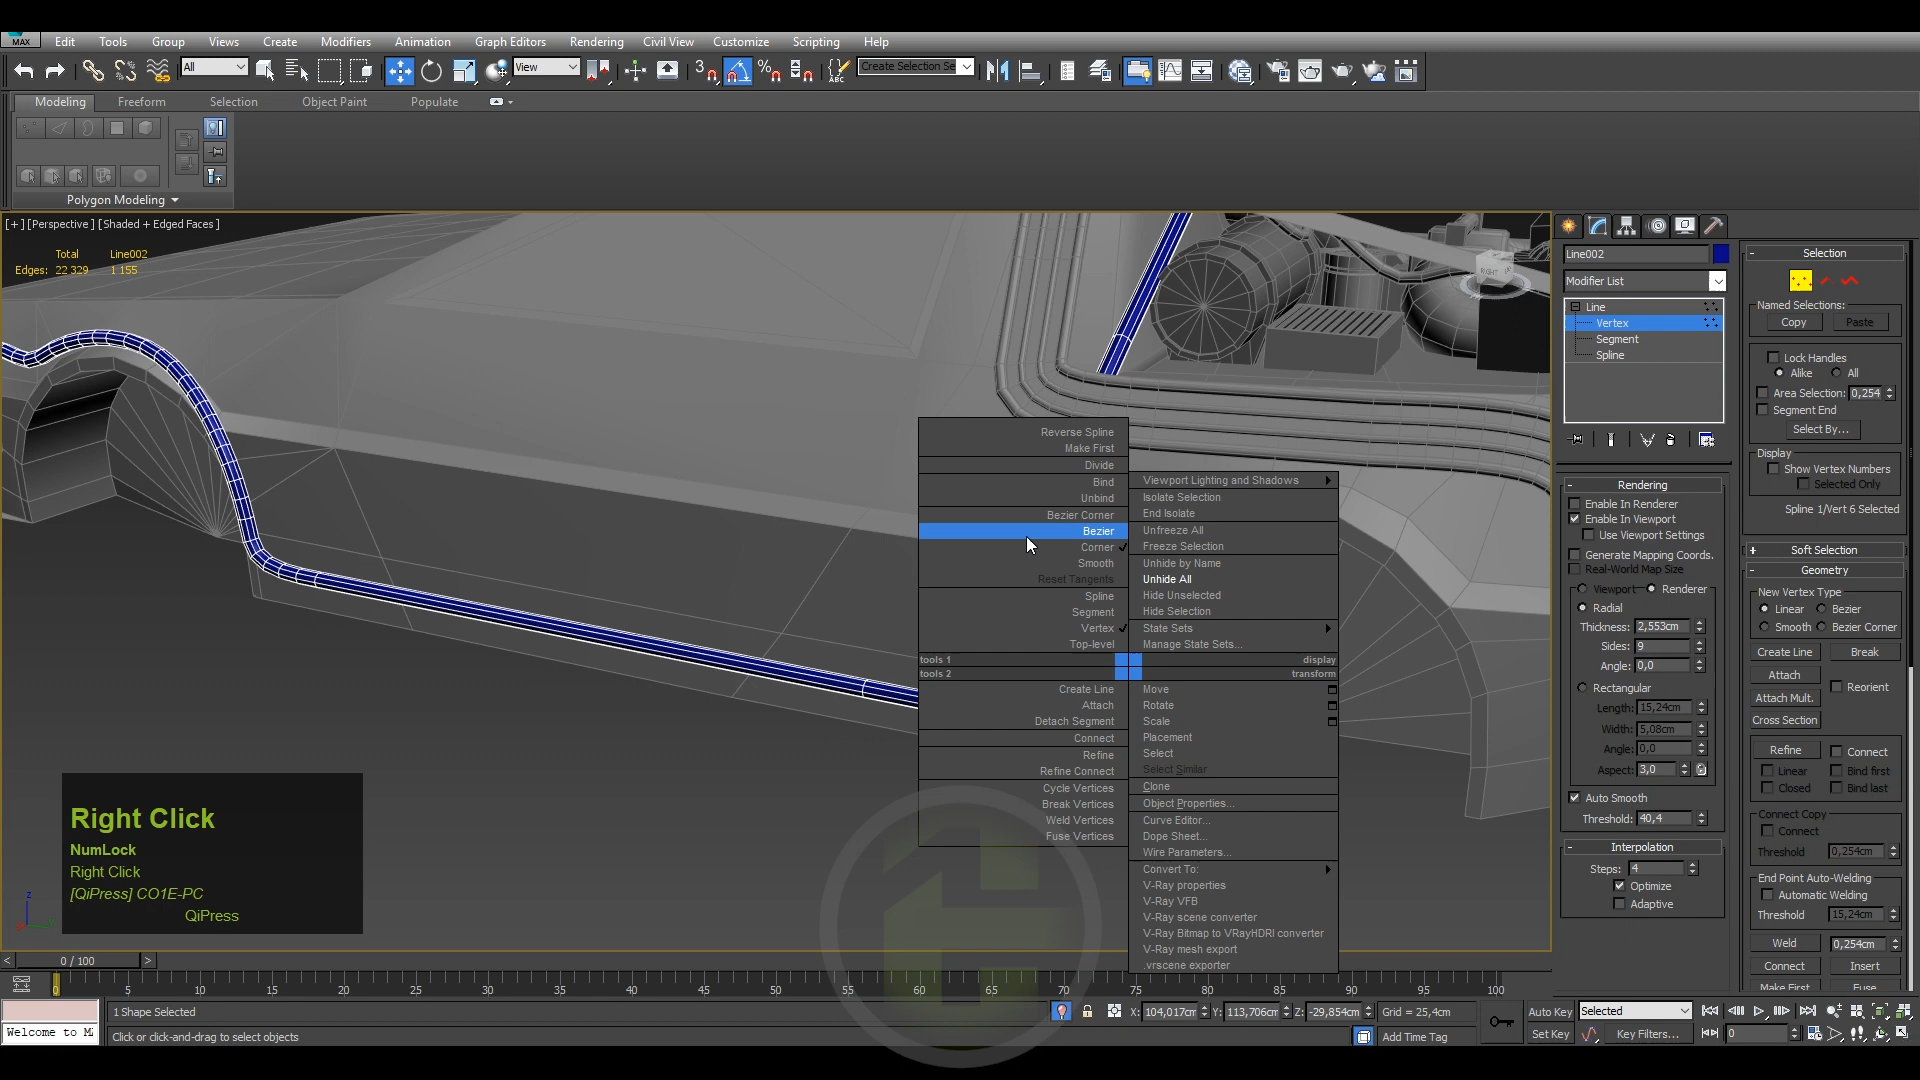 MAX
Edit Tools Group Views Create Modifiers Animation Graph Editors Rendering Civil View Customize Scripting Help
All
View
3
ABC
Create Selection Se
Modeling Freeform Selection Object Paint Populate
Polygon Modeling
[+] [Perspective] [Shaded + Edged Faces]
Total Line002
Edges: 22 329 1 155
RIGHT
Reverse Spline
Make First
Divide
Bind
Unbind
Bezier Corner
Bezier
Corner
Smooth
Reset Tangents
Spline
Segment
Vertex
Top-level
tools 1
tools 2
Create Line
Attach
Detach Segment
Connect
Refine
Refine Connect
Cycle Vertices
Break Vertices
Weld Vertices
Fuse Vertices
Viewport Lighting and Shadows
Isolate Selection
End Isolate
Unfreeze All
Freeze Selection
Unhide by Name
Unhide All
Hide Unselected
Hide Selection
State Sets
Manage State Sets...
display
transform
Move
Rotate
Scale
Placement
Select
Select Similar
Clone
Object Properties...
Curve Editor...
Dope Sheet...
Wire Parameters...
Convert To:
V-Ray properties
V-Ray VFB
V-Ray scene converter
V-Ray Bitmap to VRayHDRI converter
V-Ray mesh export
.vrscene exporter
Right Click
NumLock
Right Click
[QiPress] CO1E-PC
QiPress
z
Line002
Modifier List
Line
Vertex
Segment
Spline
Rendering
Enable In Renderer
Enable In Viewport
Use Viewport Settings
Generate Mapping Coords.
Real-World Map Size
Viewport Renderer
Radial
Thickness: 2,553cm
Sides: 9
Angle: 0,0
Rectangular
Length: 15,24cm
Width: 5,08cm
Angle: 0,0
Aspect: 3,0
Auto Smooth
Threshold: 40,4
Interpolation
Steps: 4
Optimize
Adaptive
Selection
Named Selections:
Copy Paste
Lock Handles
Alike All
Area Selection: 0,254
Segment End
Select By...
Display
Show Vertex Numbers
Selected Only
Spline 1/Vert 6 Selected
Soft Selection
Geometry
New Vertex Type
Linear Bezier
Smooth Bezier Corner
Create Line Break
Attach
Reorient
Attach Mult.
Cross Section
Refine Connect
Linear Bind first
Closed Bind last
Connect Copy
Connect
Threshold 0,254cm
End Point Auto-Welding
Automatic Welding
Threshold 15,24cm
Weld 0,254cm
Connect Insert
Make First Fuse
< 0 / 100 >
0 5 10 15 20 25 30 35 40 45 50 55 60 65 70 75 80 85 90 95 100
1 Shape Selected
X: 104,017cm Y: 113,706cm Z: -29,854cm Grid = 25,4cm
Auto Key Selected
Welcome to M
Click or click-and-drag to select objects
Add Time Tag
Set Key Key Filters... 0